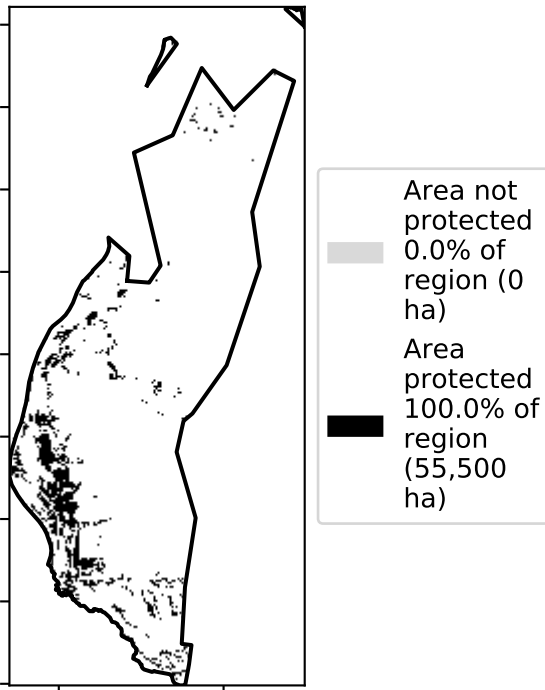 Area not
protected
0.0% of
region (0
ha)
Area
protected
100.0% of
region
(55,500
ha)